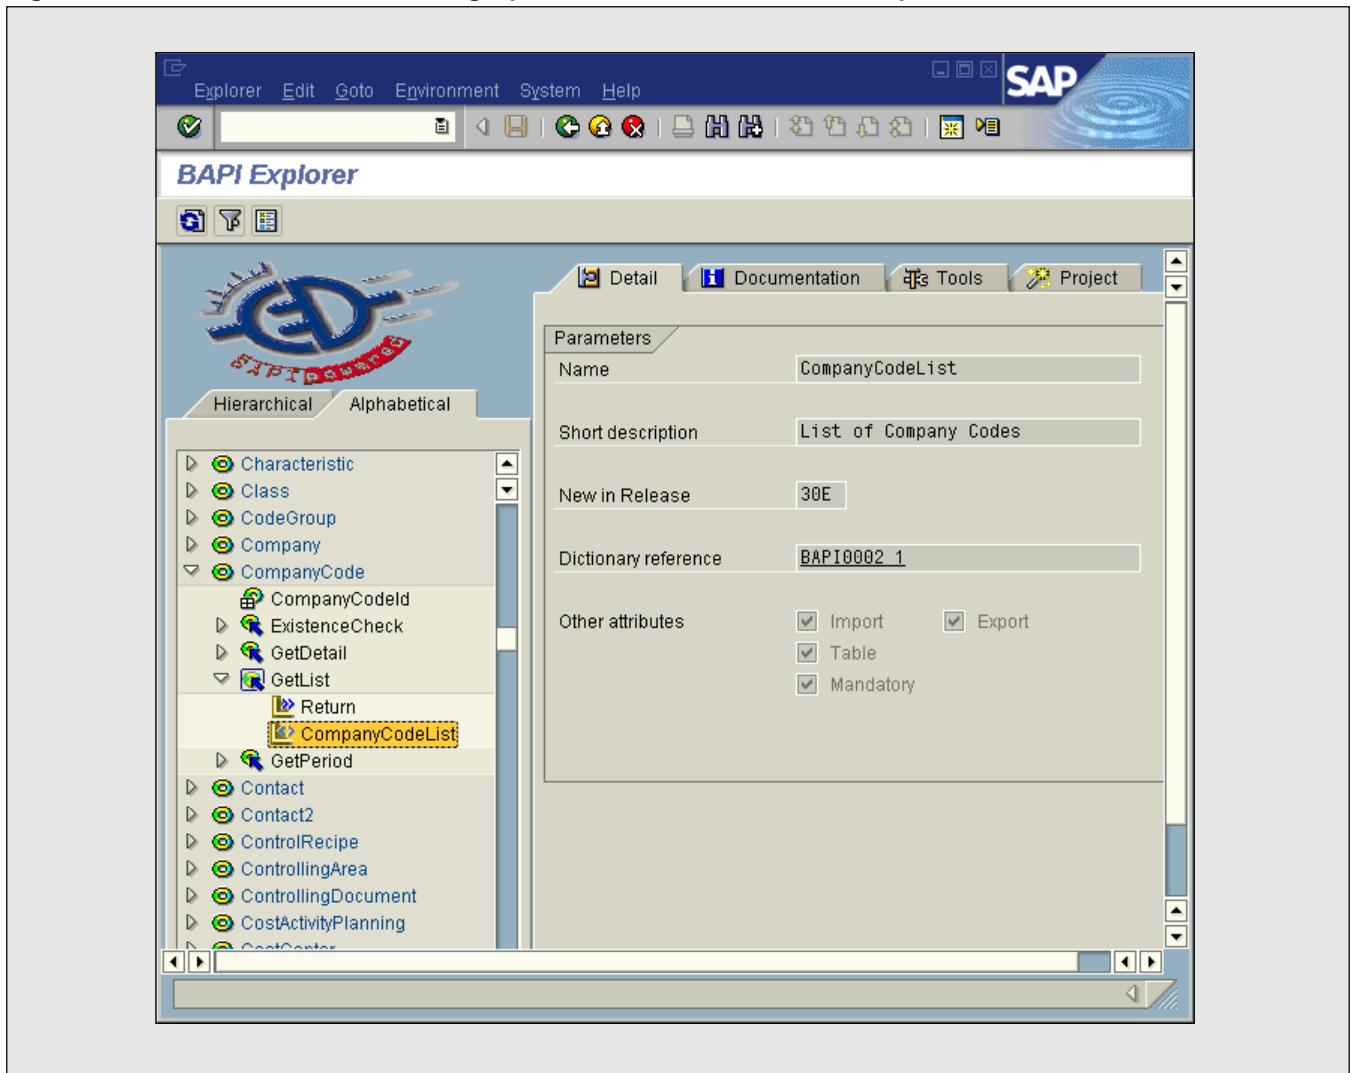 Explorer Edit Goto Environment System Help
SAP
BAPI Explorer
BAPI powered
Hierarchical Alphabetical
Characteristic
Class
CodeGroup
Company
CompanyCode
CompanyCodeId
ExistenceCheck
GetDetail
GetList
Return
CompanyCodeList
GetPeriod
Contact
Contact2
ControlRecipe
ControllingArea
ControllingDocument
CostActivityPlanning
Detail Documentation Tools Project
Parameters
Name CompanyCodeList
Short description List of Company Codes
New in Release 30E
Dictionary reference BAPI0002_1
Other attributes Import Export
Table
Mandatory